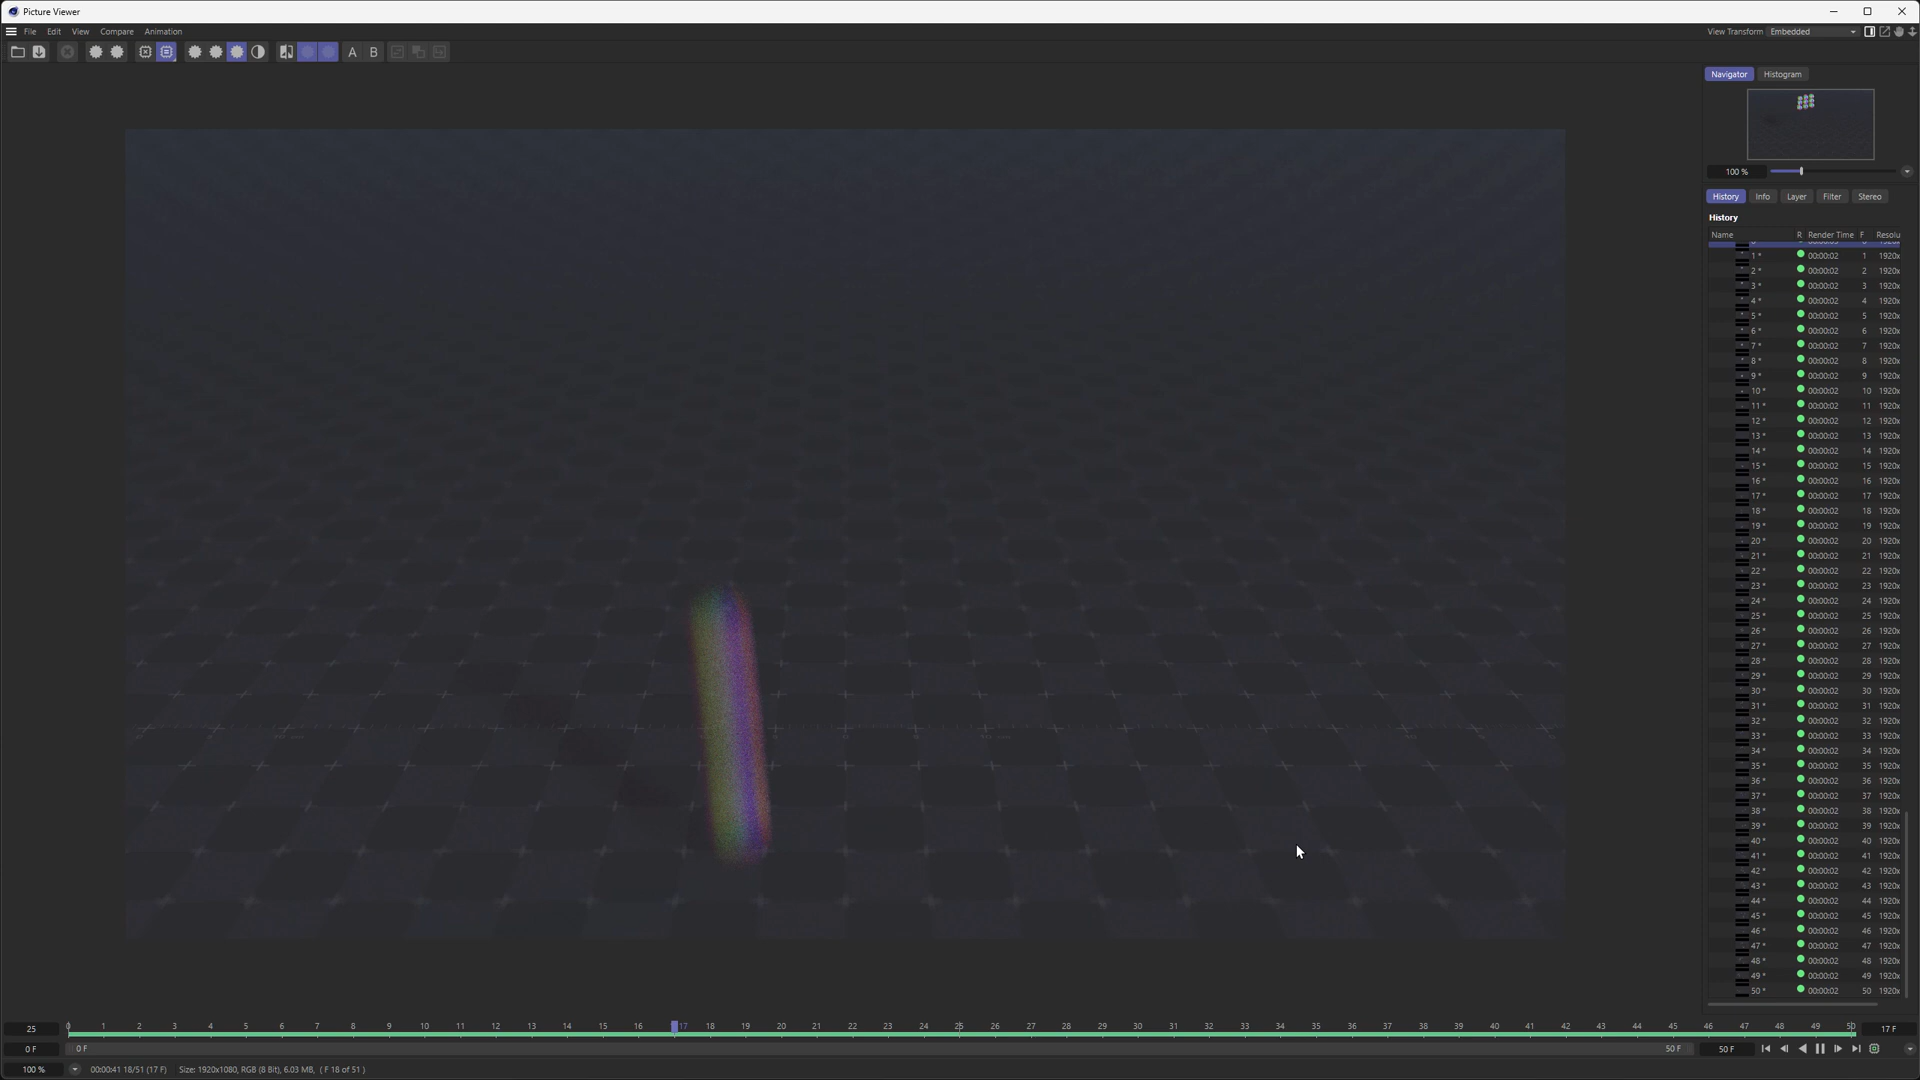 Picture Viewer
File Edit View Compare Animation
View Transform Embedded
A B
Navigator Histogram
100 %
History Info Layer Filter Stereo
History
Name R Render Time F Resolu
1 * 00:00:02 1 1920x
2 * 00:00:02 2 1920x
3 * 00:00:02 3 1920x
4 * 00:00:02 4 1920x
5 * 00:00:02 5 1920x
6 * 00:00:02 6 1920x
7 * 00:00:02 7 1920x
8 * 00:00:02 8 1920x
9 * 00:00:02 9 1920x
10 * 00:00:02 10 1920x
11 * 00:00:02 11 1920x
12 * 00:00:02 12 1920x
13 * 00:00:02 13 1920x
14 * 00:00:02 14 1920x
15 * 00:00:02 15 1920x
16 * 00:00:02 16 1920x
17 * 00:00:02 17 1920x
18 * 00:00:02 18 1920x
19 * 00:00:02 19 1920x
20 * 00:00:02 20 1920x
21 * 00:00:02 21 1920x
22 * 00:00:02 22 1920x
23 * 00:00:02 23 1920x
24 * 00:00:02 24 1920x
25 * 00:00:02 25 1920x
26 * 00:00:02 26 1920x
27 * 00:00:02 27 1920x
28 * 00:00:02 28 1920x
29 * 00:00:02 29 1920x
30 * 00:00:02 30 1920x
31 * 00:00:02 31 1920x
32 * 00:00:02 32 1920x
33 * 00:00:02 33 1920x
34 * 00:00:02 34 1920x
35 * 00:00:02 35 1920x
36 * 00:00:02 36 1920x
37 * 00:00:02 37 1920x
38 * 00:00:02 38 1920x
39 * 00:00:02 39 1920x
40 * 00:00:02 40 1920x
41 * 00:00:02 41 1920x
42 * 00:00:02 42 1920x
43 * 00:00:02 43 1920x
44 * 00:00:02 44 1920x
45 * 00:00:02 45 1920x
46 * 00:00:02 46 1920x
47 * 00:00:02 47 1920x
48 * 00:00:02 48 1920x
49 * 00:00:02 49 1920x
50 * 00:00:02 50 1920x
25 0 1 2 3 4 5 6 7 8 9 10 11 12 13 14 15 16 17 18 19 20 21 22 23 24 25 26 27 28 29 30 31 32 33 34 35 36 37 38 39 40 41 42 43 44 45 46 47 48 49 50 17 F
0 F 0 F 50 F 50 F
100 % 00:00:41 18/51 (17 F) Size: 1920x1080, RGB (8 Bit), 6.03 MB, ( F 18 of 51 )